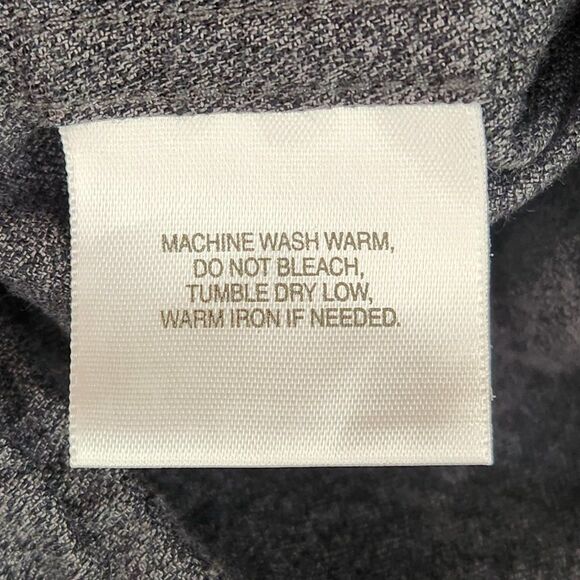 MACHINE WASH WARM,
DO NOT BLEACH,
TUMBLE DRY LOW,
WARM IRON IF NEEDED.